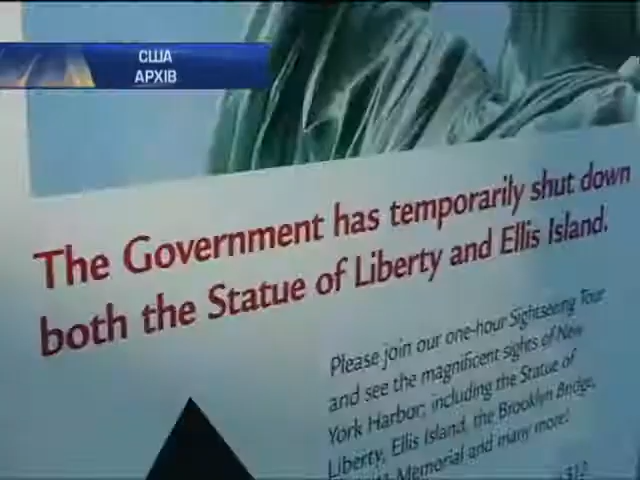 США
АРХІВ
The Government has temporarily shut down
both the Statue of Liberty and Ellis Island.
Please join our one-hour Sightseeing Tour
and see the magnificent sights of New
York Harbor; including the Statue of
Liberty, Ellis Island, the Brooklyn Bridge,
Memorial and many more!